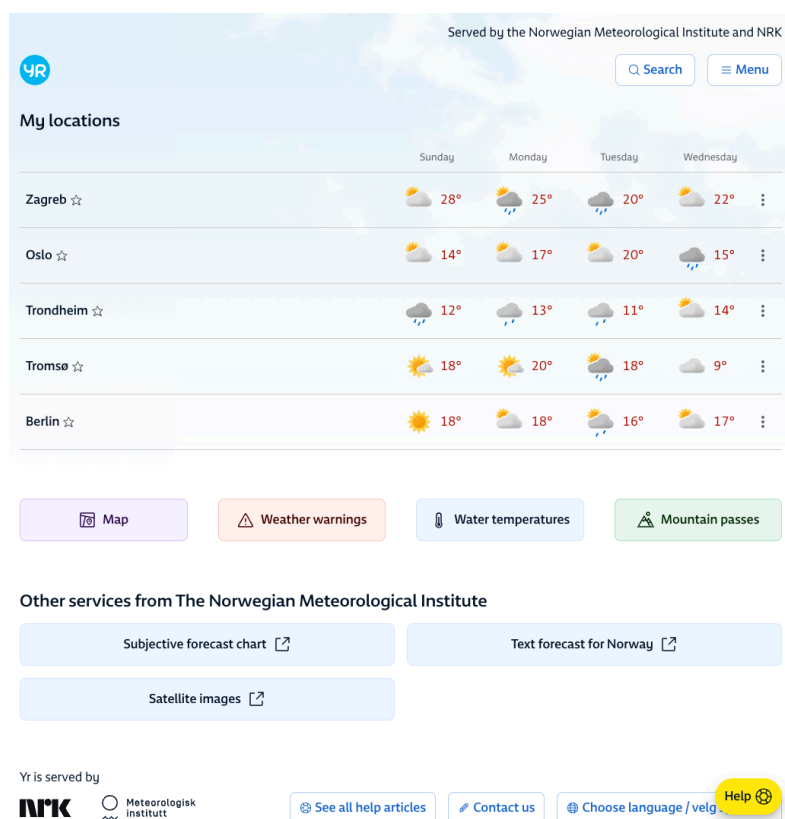 Served by the Norwegian Meteorological Institute and NRK
YR
Search
Menu
My locations
Sunday Monday Tuesday Wednesday
Zagreb 28° 25° 20° 22°
Oslo 14° 17° 20° 15°
Trondheim 12° 13° 11° 14°
Tromsø 18° 20° 18° 9°
Berlin 18° 18° 16° 17°
Map Weather warnings Water temperatures Mountain passes
Other services from The Norwegian Meteorological Institute
Subjective forecast chart Text forecast for Norway
Satellite images
Yr is served by
NRK
Meteorologisk
institutt
See all help articles Contact us Choose language / velg
Help